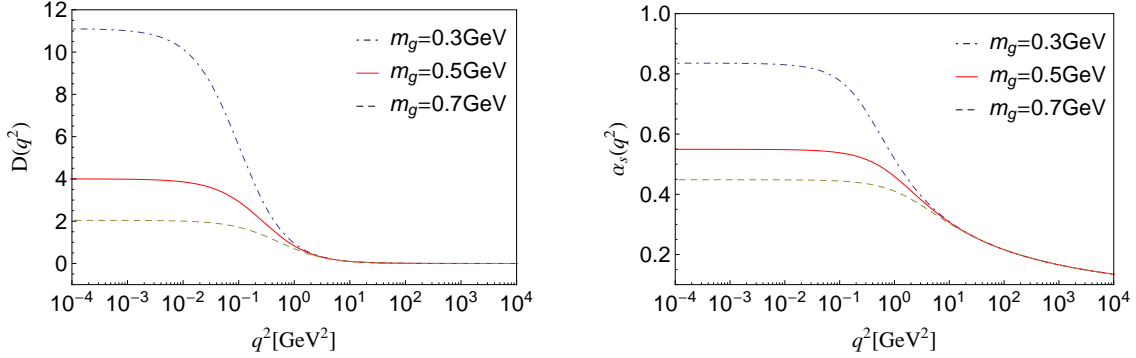 12
10
8
6
4
2
0
D(q²)
m_g=0.3GeV
m_g=0.5GeV
m_g=0.7GeV
10⁻⁴ 10⁻³ 10⁻² 10⁻¹ 10⁰ 10¹ 10² 10³ 10⁴
q²[GeV²]
1.0
0.8
0.6
0.4
0.2
α_s(q²)
m_g=0.3GeV
m_g=0.5GeV
m_g=0.7GeV
10⁻⁴ 10⁻³ 10⁻² 10⁻¹ 10⁰ 10¹ 10² 10³ 10⁴
q²[GeV²]